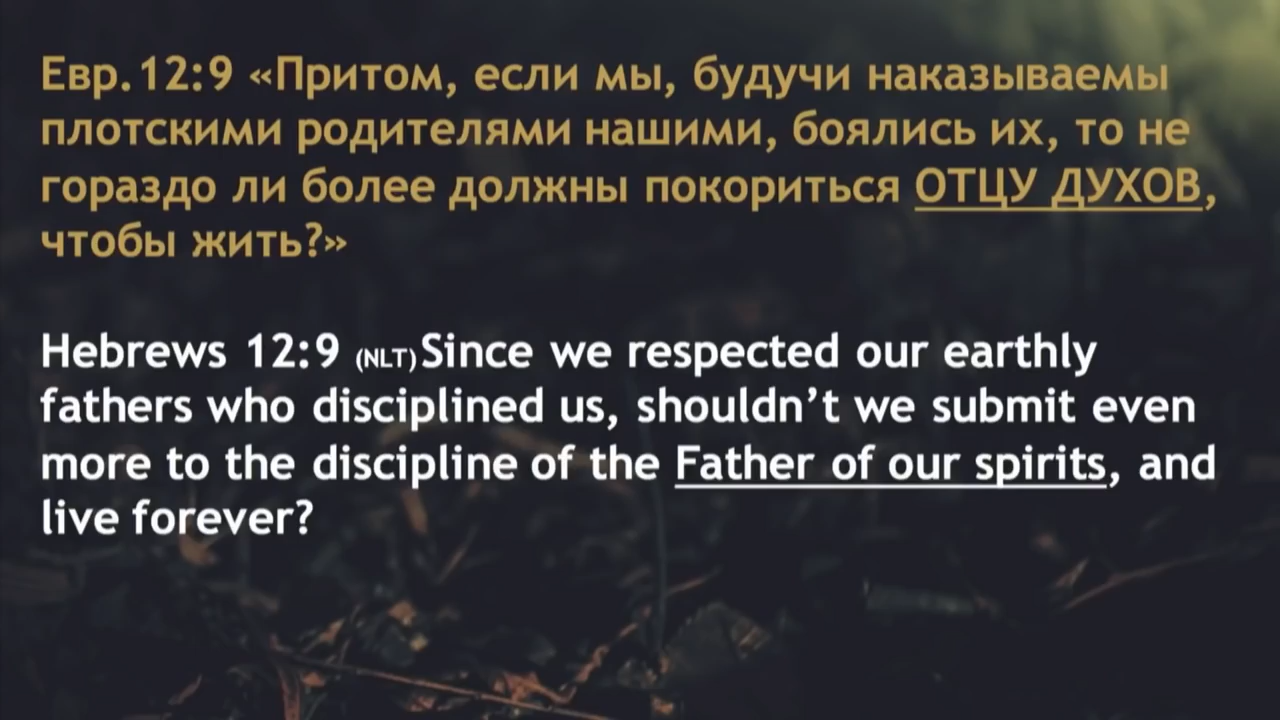 Евр.12:9 «Притом, если мы, будучи наказываемы
плотскими родителями нашими, боялись их, то не
гораздо ли более должны покориться ОТЦУ ДУХОВ,
чтобы жить?»
Hebrews 12:9 (NLT)Since we respected our earthly
fathers who disciplined us, shouldn’t we submit even
more to the discipline of the Father of our spirits, and
live forever?